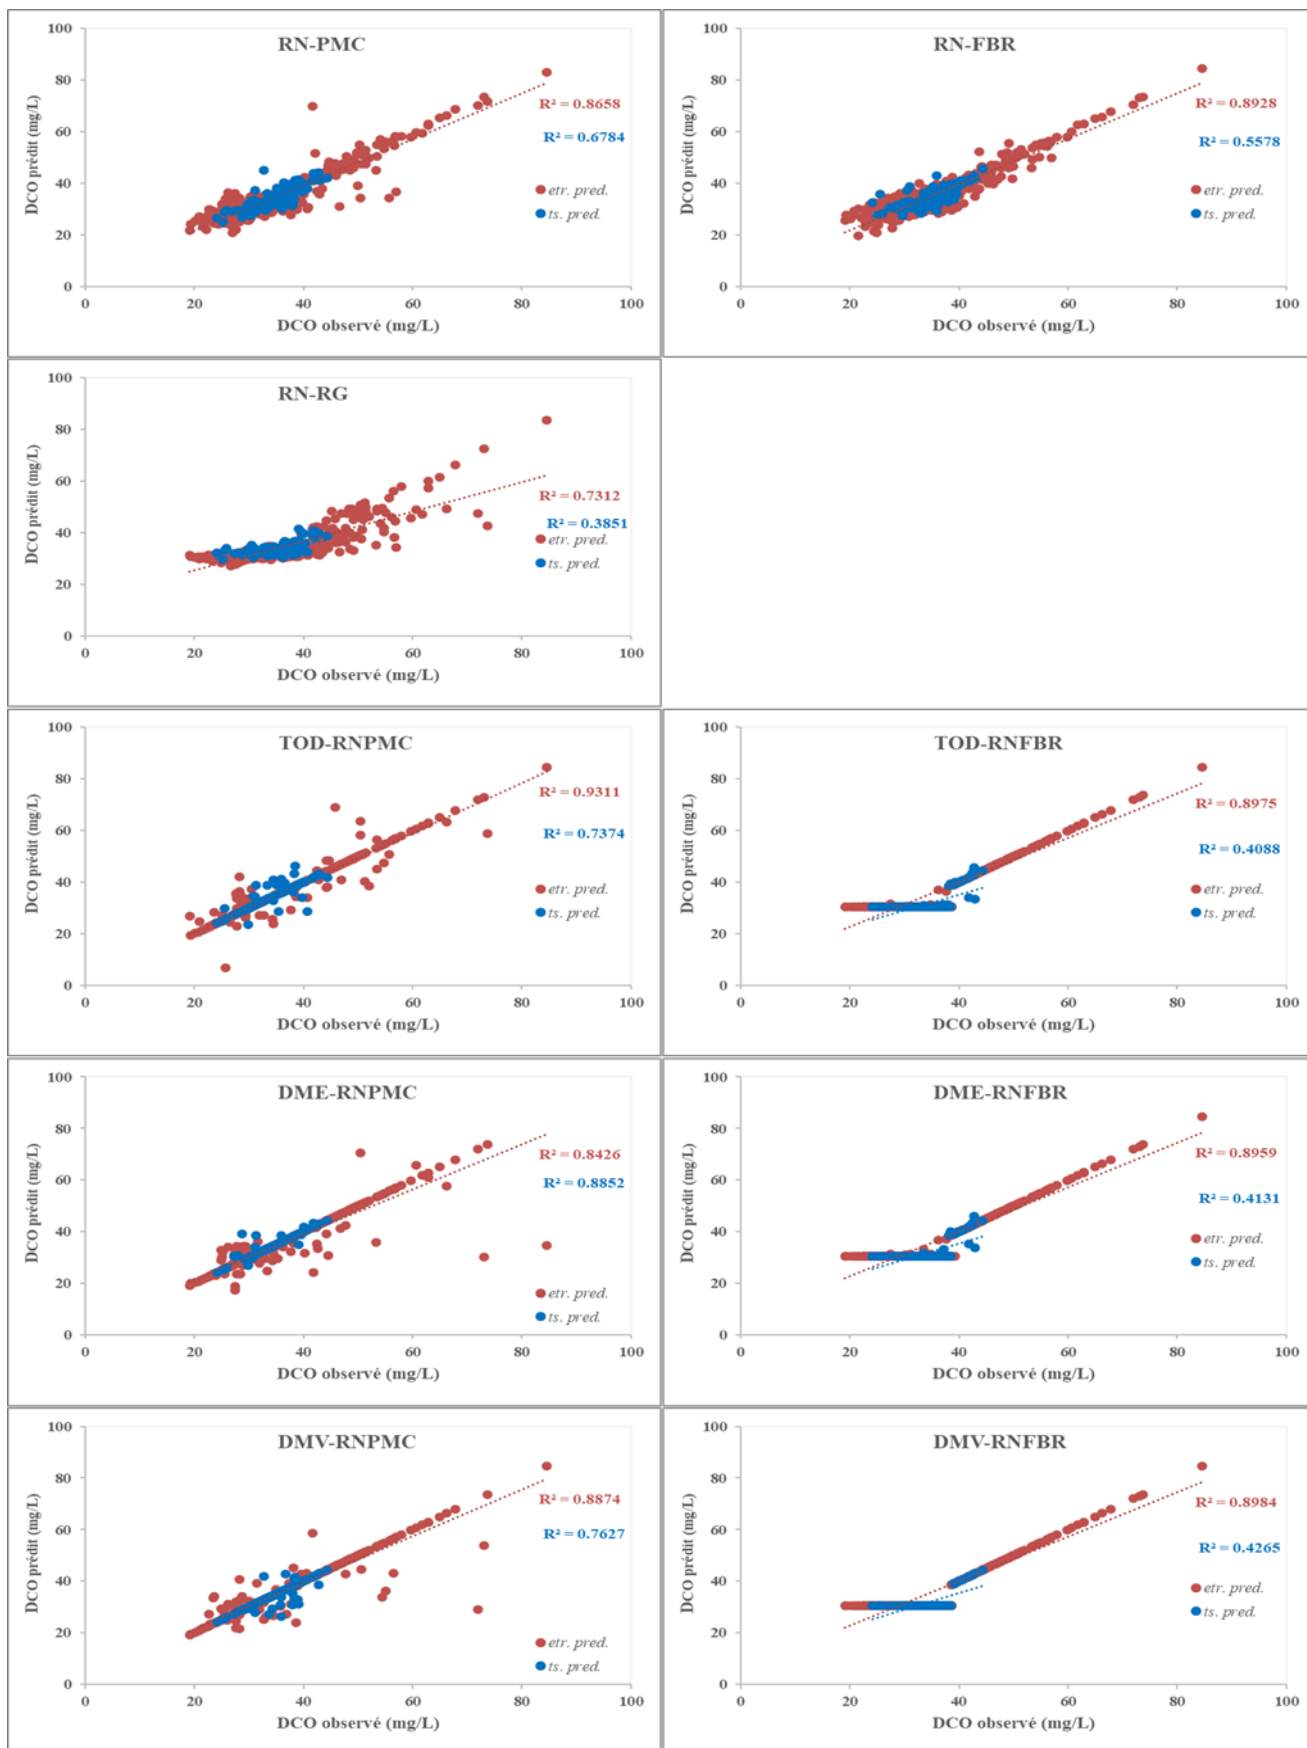 RN-PMC
100
80
60
40
20
0
DCO prédit (mg/L)
R² = 0.8658
R² = 0.6784
etr. pred.
ts. pred.
0 20 40 60 80 100
DCO observé (mg/L)
RN-FBR
100
80
60
40
20
0
DCO prédit (mg/L)
R² = 0.8928
R² = 0.5578
etr. pred.
ts. pred.
0 20 40 60 80 100
DCO observé (mg/L)
RN-RG
100
80
60
40
20
0
DCO prédit (mg/L)
R² = 0.7312
R² = 0.3851
etr. pred.
ts. pred.
0 20 40 60 80 100
DCO observé (mg/L)
TOD-RNPMC
100
80
60
40
20
0
DCO prédit (mg/L)
R² = 0.9311
R² = 0.7374
etr. pred.
ts. pred.
0 20 40 60 80 100
DCO observé (mg/L)
TOD-RNFBR
100
80
60
40
20
0
DCO prédit (mg/L)
R² = 0.8975
R² = 0.4088
etr. pred.
ts. pred.
0 20 40 60 80 100
DCO observé (mg/L)
DME-RNPMC
100
80
60
40
20
0
DCO prédit (mg/L)
R² = 0.8426
R² = 0.8852
etr. pred.
ts. pred.
0 20 40 60 80 100
DCO observé (mg/L)
DME-RNFBR
100
80
60
40
20
0
DCO prédit (mg/L)
R² = 0.8959
R² = 0.4131
etr. pred.
ts. pred.
0 20 40 60 80 100
DCO observé (mg/L)
DMV-RNPMC
100
80
60
40
20
0
DCO prédit (mg/L)
R² = 0.8874
R² = 0.7627
etr. pred.
ts. pred.
0 20 40 60 80 100
DCO observé (mg/L)
DMV-RNFBR
100
80
60
40
20
0
DCO prédit (mg/L)
R² = 0.8984
R² = 0.4265
etr. pred.
ts. pred.
0 20 40 60 80 100
DCO observé (mg/L)